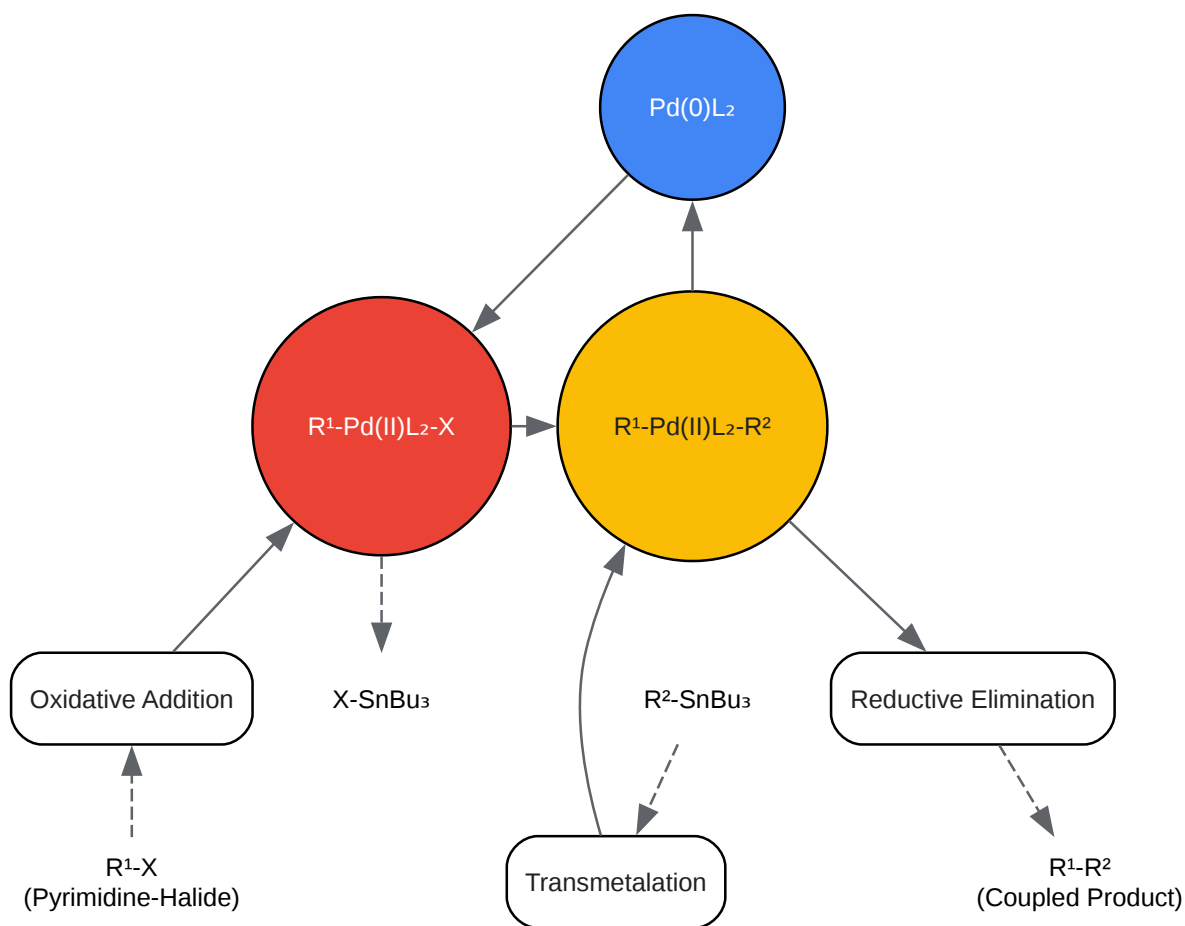 Pd(0)L₂
R¹-Pd(II)L₂-X
R¹-Pd(II)L₂-R²
Oxidative Addition
X-SnBu₃
R²-SnBu₃
Reductive Elimination
R¹-X
(Pyrimidine-Halide)
Transmetalation
R¹-R²
(Coupled Product)